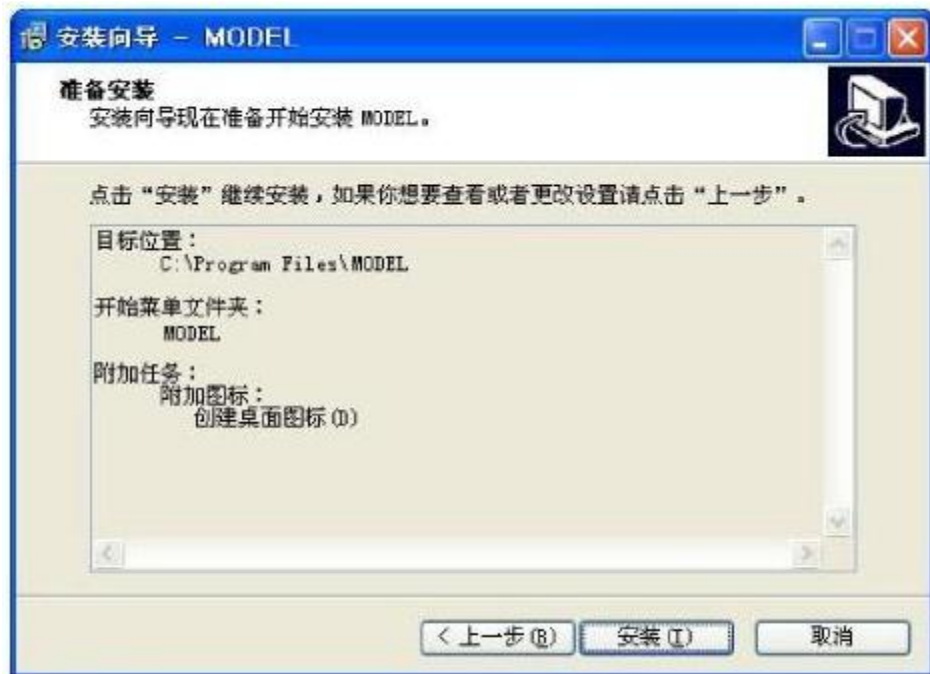 安装向导 - MODEL
准备安装
安装向导现在准备开始安装 MODEL。
点击“安装”继续安装，如果你想要查看或者更改设置请点击“上一步”。
目标位置：
C:\Program Files\MODEL
开始菜单文件夹：
MODEL
附加任务：
附加图标：
创建桌面图标(D)
< 上一步(B) 安装(I) 取消